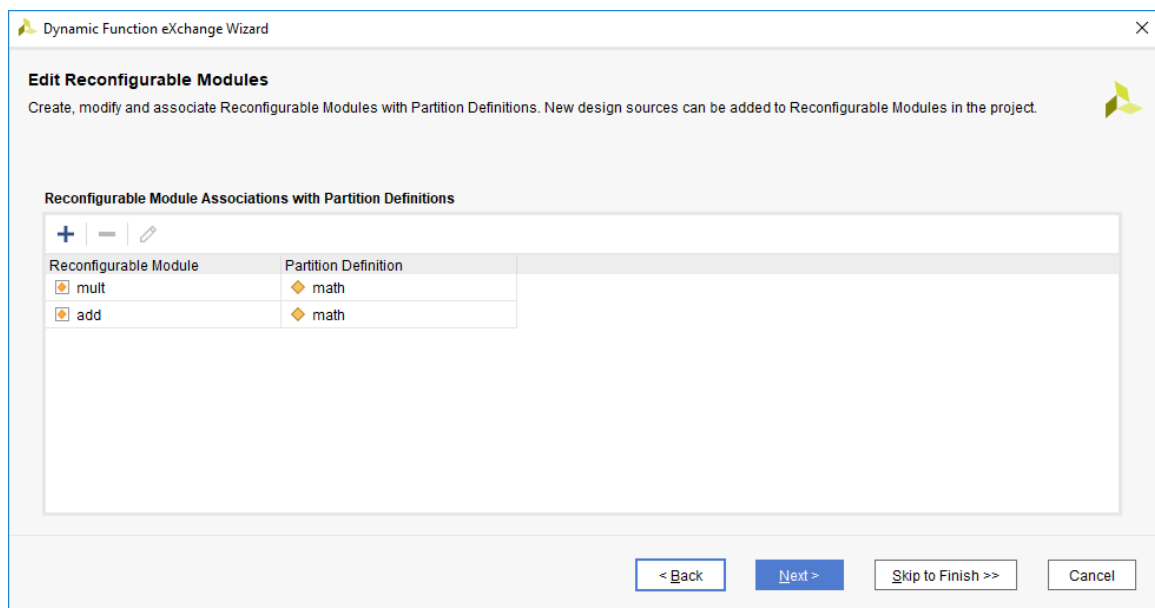 Dynamic Function eXchange Wizard
Edit Reconfigurable Modules
Create, modify and associate Reconfigurable Modules with Partition Definitions. New design sources can be added to Reconfigurable Modules in the project.
Reconfigurable Module Associations with Partition Definitions
Reconfigurable Module Partition Definition
mult math
add math
< Back Next > Skip to Finish >> Cancel